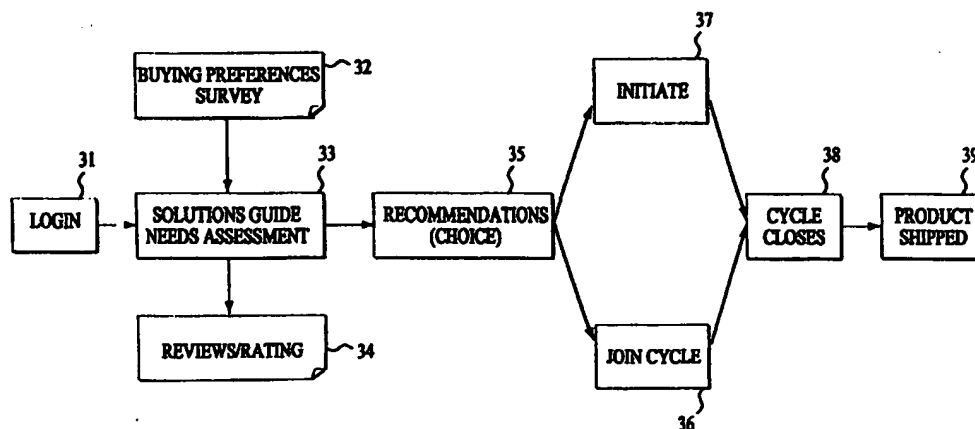 37
32
BUYING PREFERENCES
SURVEY
INITIATE
31
33
35
38
39
LOGIN
SOLUTIONS GUIDE
NEEDS ASSESSMENT
RECOMMENDATIONS
(CHOICE)
CYCLE
CLOSES
PRODUCT
SHIPPED
REVIEWS/RATING
34
JOIN CYCLE
36